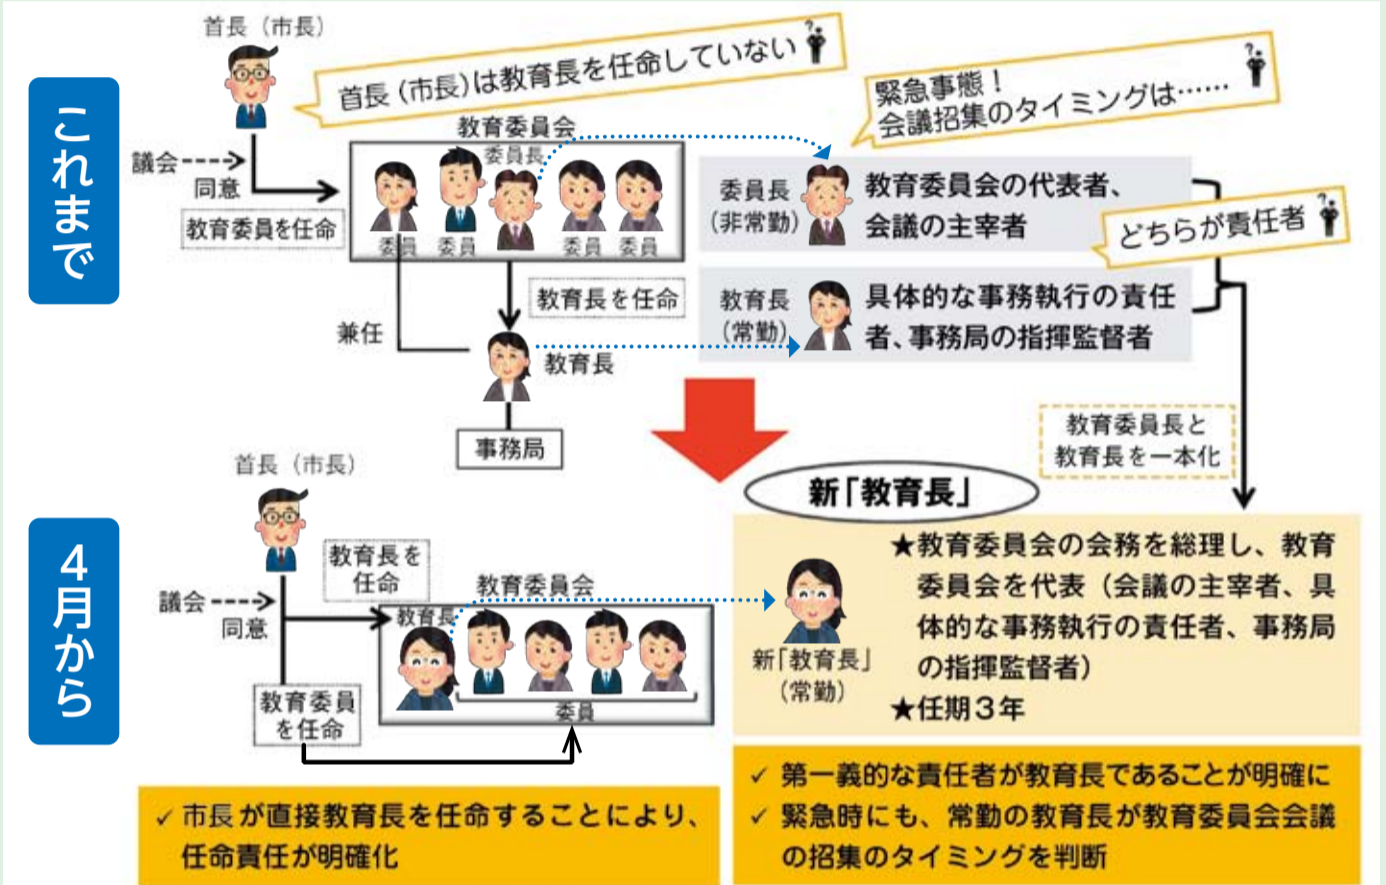 これまで
首長（市長）
首長（市長）は教育長を任命していない
緊急事態！
会議招集のタイミングは……
議会
同意
教育委員を任命
教育委員会
委員長
委員
委員
委員
委員
教育長を任命
兼任
教育長
事務局
委員長
（非常勤）
教育委員会の代表者、
会議の主宰者
どちらが責任者
教育長
（常勤）
具体的な事務執行の責任
者、事務局の指揮監督者
教育委員長と
教育長を一本化
4月から
首長（市長）
議会
同意
教育長を
任命
教育委員
を任命
教育委員会
教育長
委員
新「教育長」
新「教育長」
（常勤）
★教育委員会の会務を総理し、教育
委員会を代表（会議の主宰者、具
体的な事務執行の責任者、事務局
の指揮監督者）
★任期３年
✓ 市長が直接教育長を任命することにより、
任命責任が明確化
✓ 第一義的な責任者が教育長であることが明確に
✓ 緊急時にも、常勤の教育長が教育委員会会議
の招集のタイミングを判断